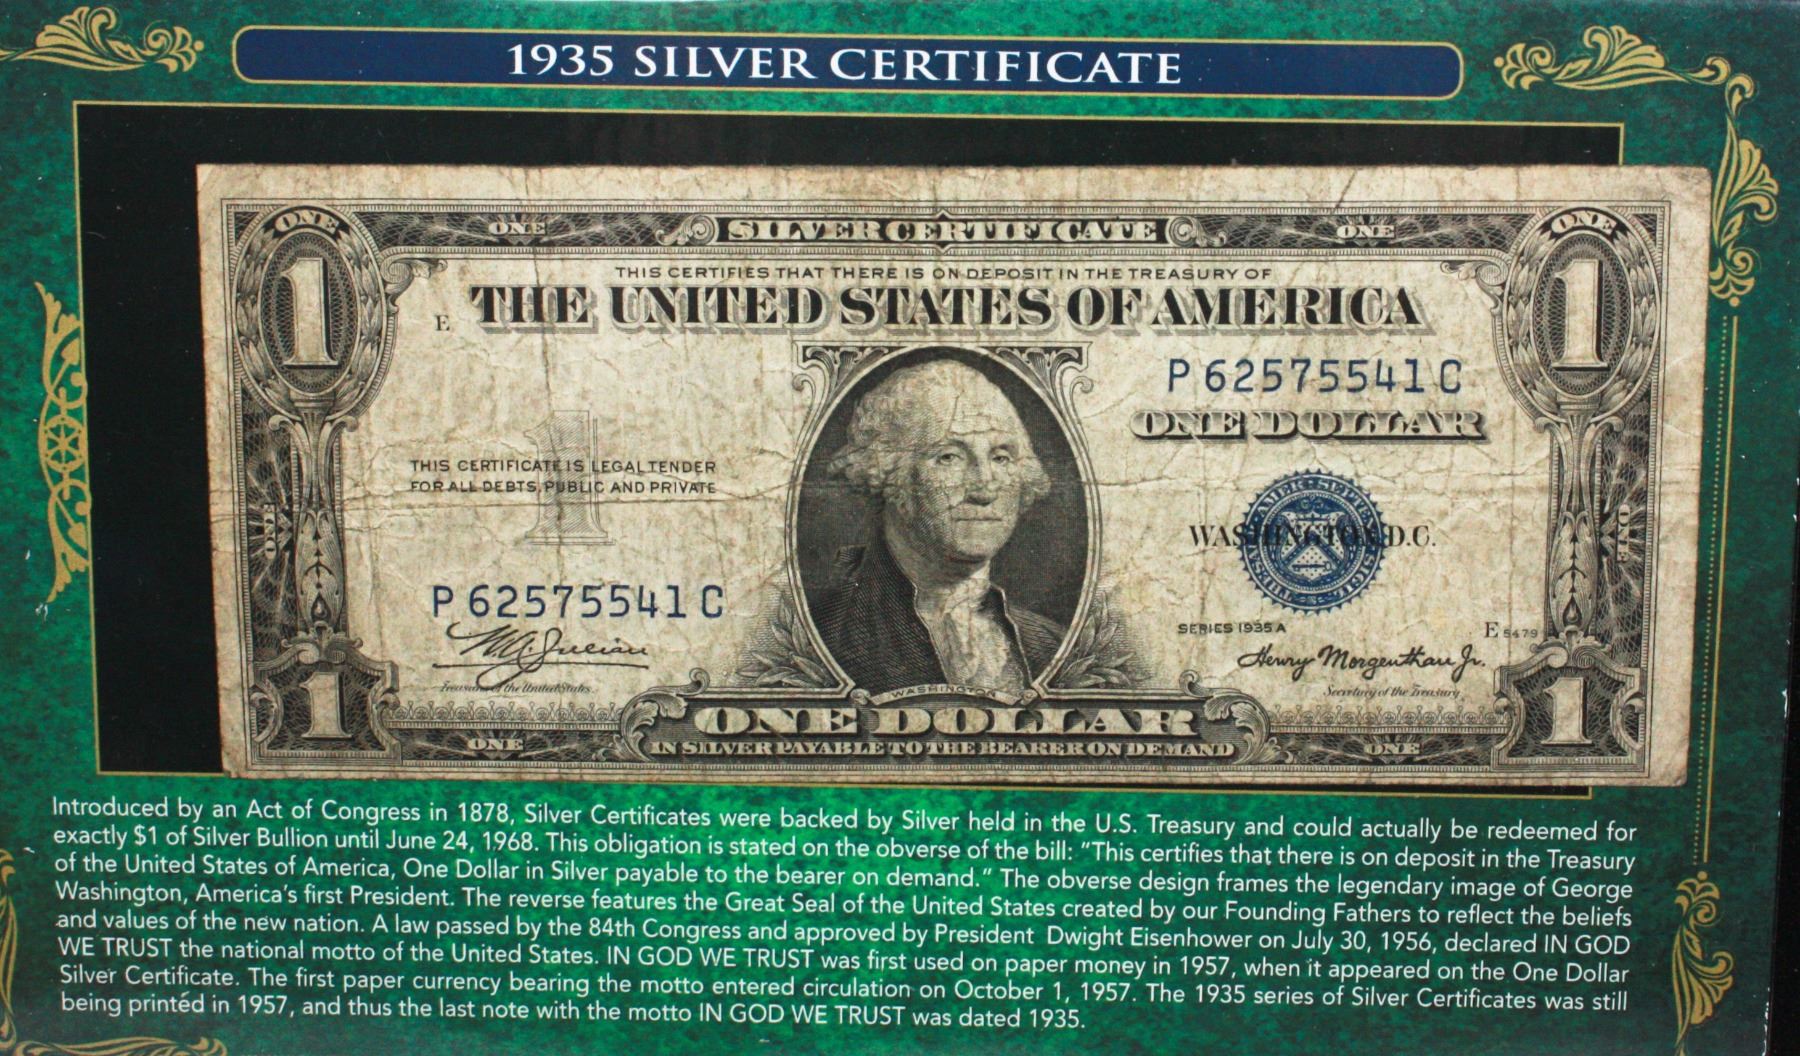 1935 SILVER CERTIFICATE
ONE
ONE
SILVER CERTIFICATE
ONE
ONE
1
1
THIS CERTIFIES THAT THERE IS ON DEPOSIT IN THE TREASURY OF
E THE UNITED STATES OF AMERICA
P 62575541 C
ONE DOLLAR
1
THIS CERTIFICATE IS LEGAL TENDER
FOR ALL DEBTS, PUBLIC AND PRIVATE
ONE
ONE
WASHINGTON, D.C.
P 62575541 C
SERIES 1935 A
E 5479
W. A. Julian
Henry Morgenthau Jr.
Treasurer of the United States.
Secretary of the Treasury.
WASHINGTON
1
1
ONE DOLLAR
ONE
IN SILVER PAYABLE TO THE BEARER ON DEMAND
ONE
Introduced by an Act of Congress in 1878, Silver Certificates were backed by Silver held in the U.S. Treasury and could actually be redeemed for
exactly $1 of Silver Bullion until June 24, 1968. This obligation is stated on the obverse of the bill: "This certifies that there is on deposit in the Treasury
of the United States of America, One Dollar in Silver payable to the bearer on demand." The obverse design frames the legendary image of George
Washington, America's first President. The reverse features the Great Seal of the United States created by our Founding Fathers to reflect the beliefs
and values of the new nation. A law passed by the 84th Congress and approved by President Dwight Eisenhower on July 30, 1956, declared IN GOD
WE TRUST the national motto of the United States. IN GOD WE TRUST was first used on paper money in 1957, when it appeared on the One Dollar
Silver Certificate. The first paper currency bearing the motto entered circulation on October 1, 1957. The 1935 series of Silver Certificates was still
being printed in 1957, and thus the last note with the motto IN GOD WE TRUST was dated 1935.